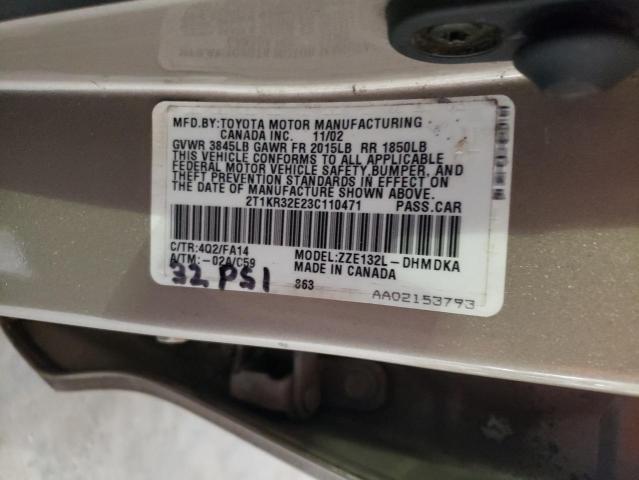 MFD.BY:TOYOTA MOTOR MANUFACTURING
CANADA INC. 11/02
GVWR 3845LB GAWR FR 2015LB RR 1850LB
THIS VEHICLE CONFORMS TO ALL APPLICABLE
FEDERAL MOTOR VEHICLE SAFETY,BUMPER, AND
THEFT PREVENTION STANDARDS IN EFFECT ON
THE DATE OF MANUFACTURE SHOWN ABOVE.
2T1KR32E23C110471 PASS.CAR
C/TR:4Q2/FA14 MODEL:ZZE132L-DHMDKA
A/TM:-02A/C59 MADE IN CANADA
32 PSI 863
AA02153793